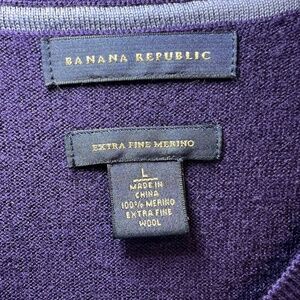 BANANA REPUBLIC
EXTRA FINE MERINO
L
MADE IN
CHINA
100% MERINO
EXTRA FINE
WOOL